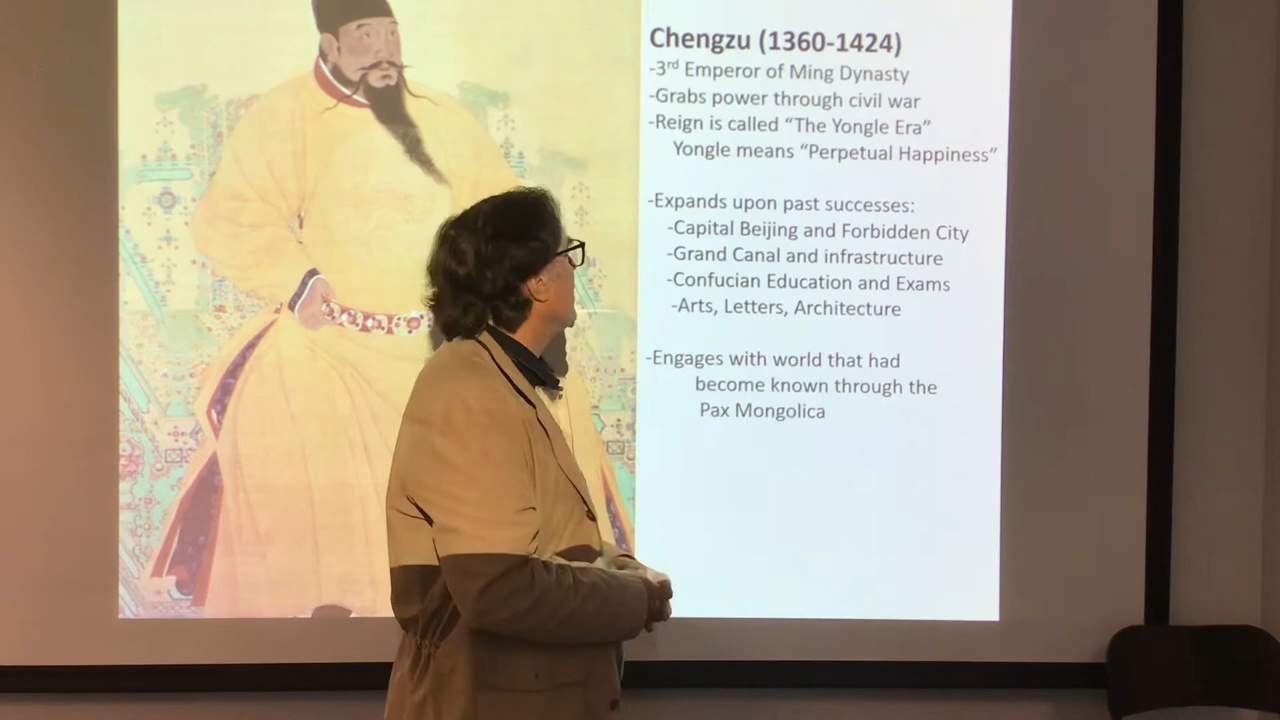 Chengzu (1360-1424)
-3rd Emperor of Ming Dynasty
-Grabs power through civil war
-Reign is called “The Yongle Era”
Yongle means “Perpetual Happiness”
-Expands upon past successes:
-Capital Beijing and Forbidden City
-Grand Canal and infrastructure
-Confucian Education and Exams
-Arts, Letters, Architecture
-Engages with world that had
become known through the
Pax Mongolica